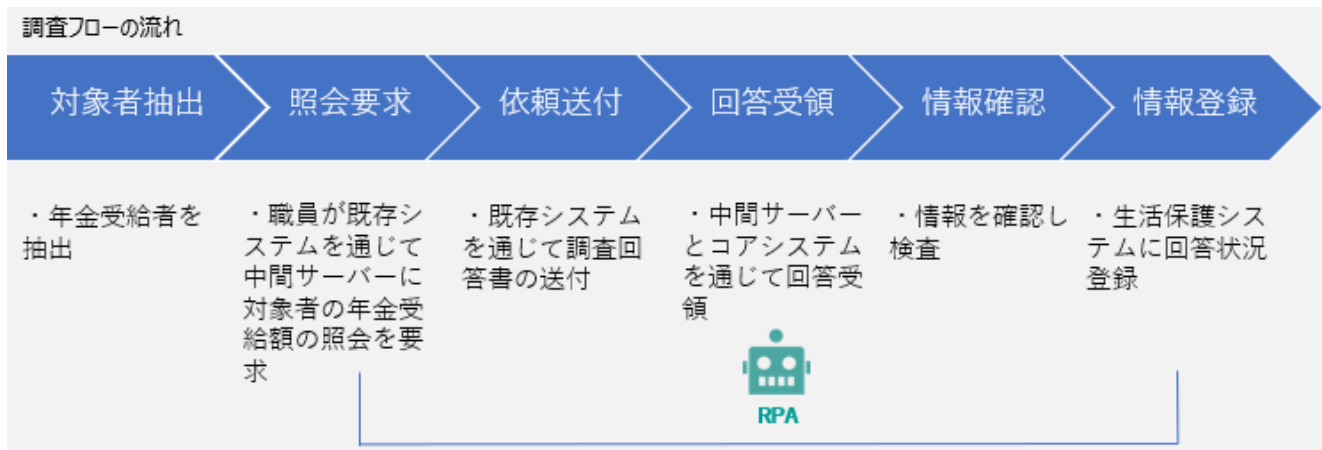 調査フローの流れ
対象者抽出
照会要求
依頼送付
回答受領
情報確認
情報登録
・年金受給者を
抽出
・職員が既存シ
ステムを通じて
中間サーバーに
対象者の年金受
給額の照会を要
求
・既存システム
を通じて調査回
答書の送付
・中間サーバー
とコアシステム
を通じて回答受
領
・情報を確認し
検査
・生活保護シス
テムに回答状況
登録
RPA